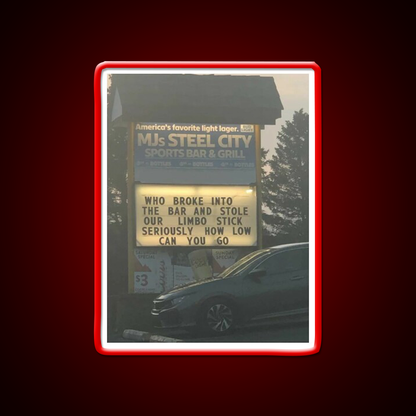 America's favorite light lager.
MJs STEEL CITY
SPORTS BAR & GRILL
WHO BROKE INTO
THE BAR AND STOLE
OUR LIMBO STICK
SERIOUSLY HOW LOW
CAN YOU GO
$3